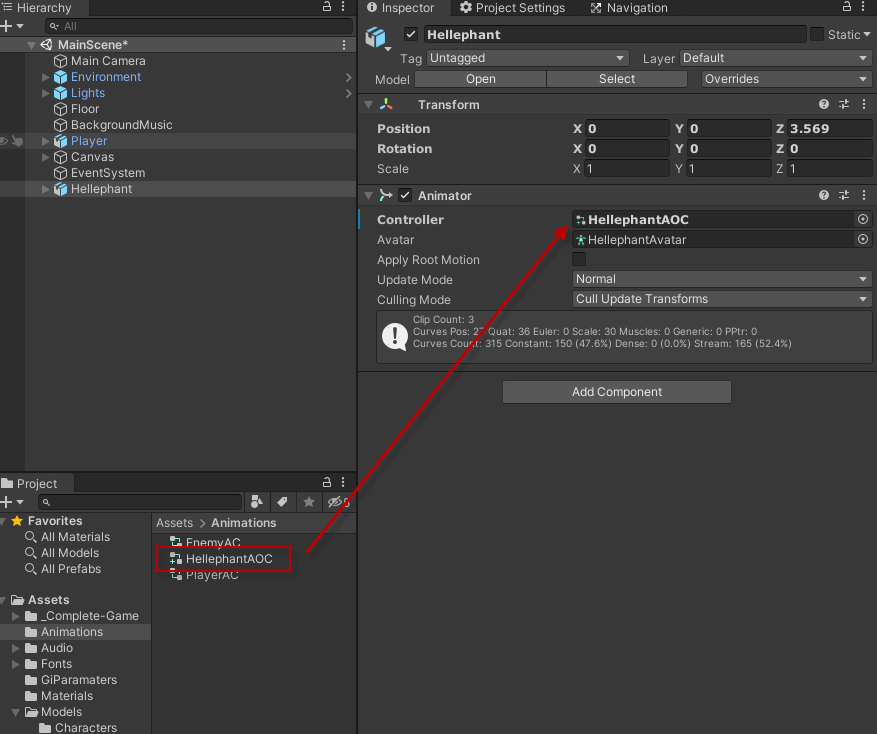 Hierarchy
All
MainScene*
Main Camera
Environment
Lights
Floor
BackgroundMusic
Player
Canvas
EventSystem
Hellephant
Inspector
Project Settings
Navigation
Hellephant
Static
Tag Untagged
Layer Default
Model Open Select Overrides
Transform
Position X 0 Y 0 Z 3.569
Rotation X 0 Y 0 Z 0
Scale X 1 Y 1 Z 1
Animator
Controller HellephantAOC
Avatar HellephantAvatar
Apply Root Motion
Update Mode Normal
Culling Mode Cull Update Transforms
Clip Count: 3
Curves Pos: 27 Quat: 36 Euler: 0 Scale: 30 Muscles: 0 Generic: 0 PPtr: 0
Curves Count: 315 Constant: 150 (47.6%) Dense: 0 (0.0%) Stream: 165 (52.4%)
Add Component
Project
Favorites
All Materials
All Models
All Prefabs
Assets
_Complete-Game
Animations
Audio
Fonts
GiParamaters
Materials
Models
Characters
Assets > Animations
EnemyAC
HellephantAOC
PlayerAC